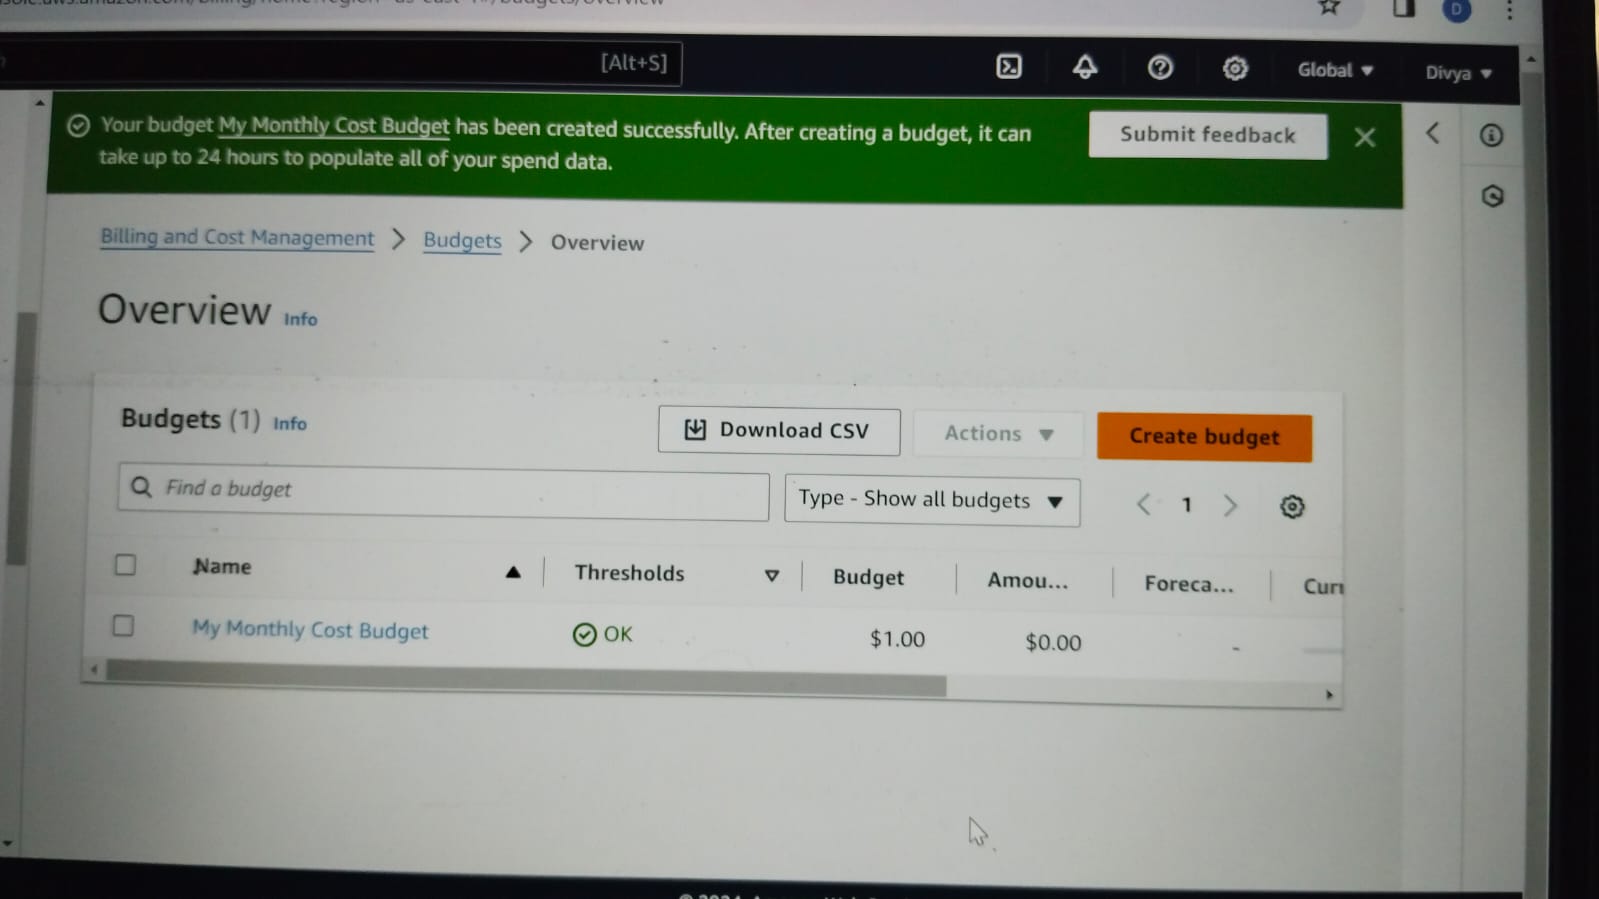 [Alt+S]
Global
Divya
Your budget My Monthly Cost Budget has been created successfully. After creating a budget, it can
take up to 24 hours to populate all of your spend data.
Submit feedback
Billing and Cost Management > Budgets > Overview
Overview Info
Budgets (1) Info
Download CSV
Actions
Create budget
Find a budget
Type - Show all budgets
1
Name
Thresholds
Budget
Amou...
Foreca...
Curr
My Monthly Cost Budget
OK
$1.00
$0.00
-